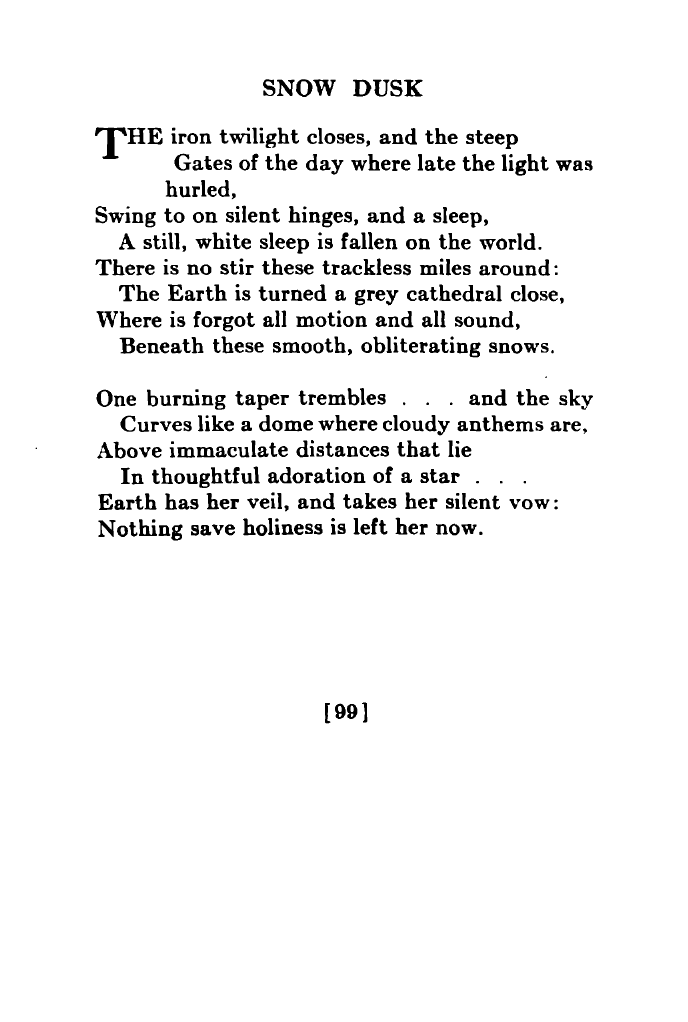 SNOW DUSK
THE iron twilight closes, and the steep
Gates of the day where late the light was
hurled,
Swing to on silent hinges, and a sleep,
A still, white sleep is fallen on the world.
There is no stir these trackless miles around:
The Earth is turned a grey cathedral close,
Where is forgot all motion and all sound,
Beneath these smooth, obliterating snows.
One burning taper trembles . . . and the sky
Curves like a dome where cloudy anthems are,
Above immaculate distances that lie
In thoughtful adoration of a star . . .
Earth has her veil, and takes her silent vow:
Nothing save holiness is left her now.
[99]